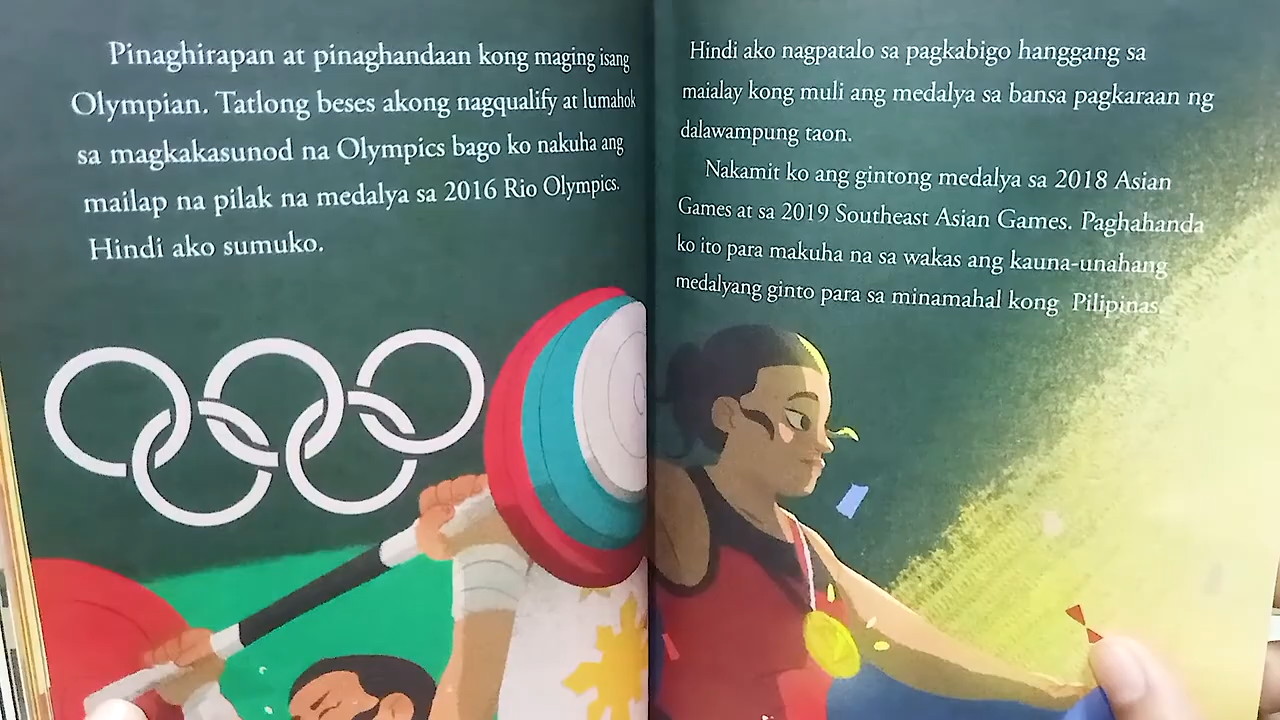 Pinaghirapan at pinaghandaan kong maging isang
Olympian. Tatlong beses akong nagqualify at lumahok
sa magkakasunod na Olympics bago ko nakuha ang
mailap na pilak na medalya sa 2016 Rio Olympics.
Hindi ako sumuko.
Hindi ako nagpatalo sa pagkabigo hanggang sa
maialay kong muli ang medalya sa bansa pagkaraan ng
dalawampung taon.
Nakamit ko ang gintong medalya sa 2018 Asian
Games at sa 2019 Southeast Asian Games. Paghahanda
ko ito para makuha na sa wakas ang kauna-unahang
medalyang ginto para sa minamahal kong Pilipinas.